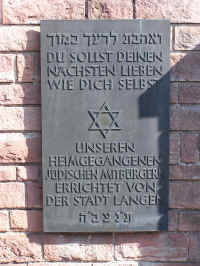 ואהבת לרעך כמוך
DU SOLLST DEINEN
NÄCHSTEN LIEBEN
WIE DICH SELBST
UNSEREN
HEIMGEGANGENEN
JÜDISCHEN MITBÜRGERN
ERRICHTET VON
DER STADT LANGEN